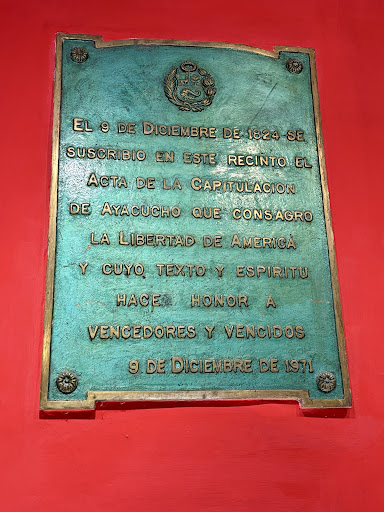 EL 9 DE DICIEMBRE DE 1824 SE
SUSCRIBIO EN ESTE RECINTO EL
ACTA DE LA CAPITULACION
DE AYACUCHO QUE CONSAGRO
LA LIBERTAD DE AMERICA
Y CUYO TEXTO Y ESPIRITU
HACE HONOR A
VENCEDORES Y VENCIDOS
9 DE DICIEMBRE DE 1971